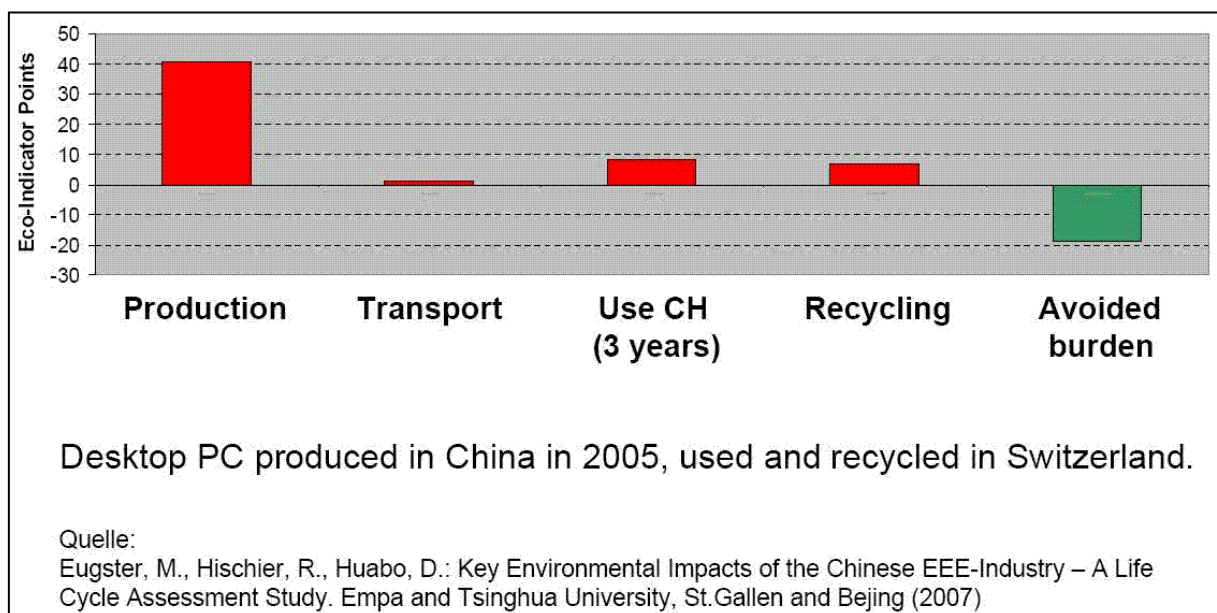 Eco-Indicator Points
50
40
30
20
10
0
-10
-20
-30
Production
Transport
Use CH
(3 years)
Recycling
Avoided
burden
Desktop PC produced in China in 2005, used and recycled in Switzerland.
Quelle:
Eugster, M., Hischier, R., Huabo, D.: Key Environmental Impacts of the Chinese EEE-Industry – A Life
Cycle Assessment Study. Empa and Tsinghua University, St.Gallen and Bejing (2007)